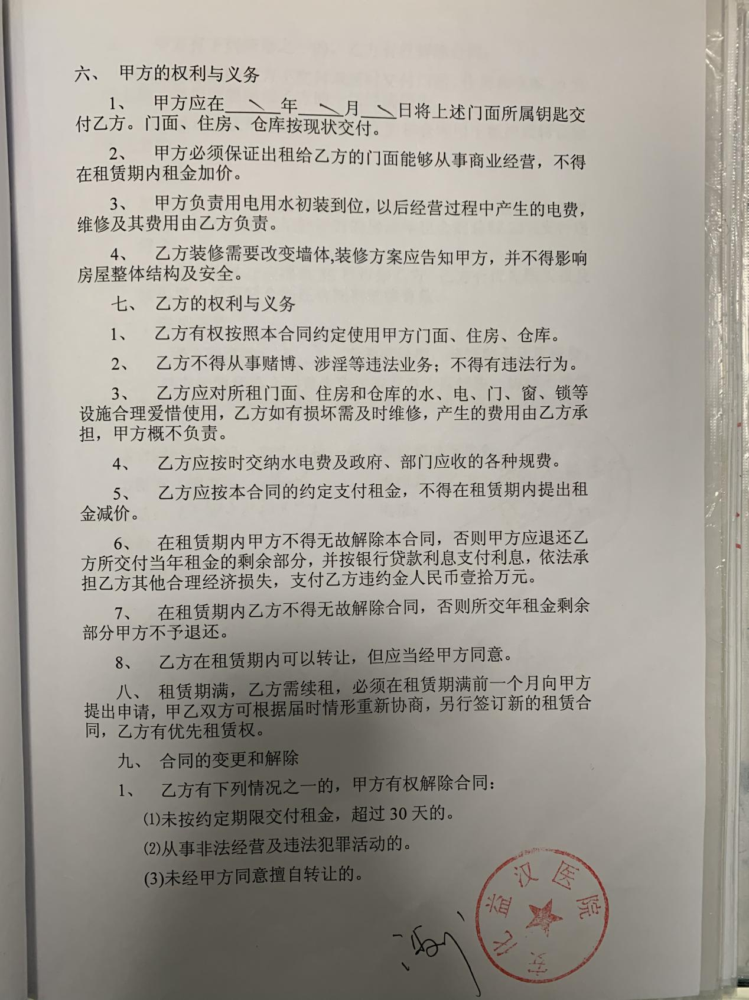 六、 甲方的权利与义务
1、 甲方应在 年 月 日将上述门面所属钥匙交
付乙方。门面、住房、仓库按现状交付。
2、 甲方必须保证出租给乙方的门面能够从事商业经营，不得
在租赁期内租金加价。
3、 甲方负责用电用水初装到位，以后经营过程中产生的电费，
维修及其费用由乙方负责。
4、 乙方装修需要改变墙体,装修方案应告知甲方，并不得影响
房屋整体结构及安全。
七、 乙方的权利与义务
1、 乙方有权按照本合同约定使用甲方门面、住房、仓库。
2、 乙方不得从事赌博、涉淫等违法业务；不得有违法行为。
3、 乙方应对所租门面、住房和仓库的水、电、门、窗、锁等
设施合理爱惜使用，乙方如有损坏需及时维修，产生的费用由乙方承
担，甲方概不负责。
4、 乙方应按时交纳水电费及政府、部门应收的各种规费。
5、 乙方应按本合同的约定支付租金，不得在租赁期内提出租
金减价。
6、 在租赁期内甲方不得无故解除本合同，否则甲方应退还乙
方所交付当年租金的剩余部分，并按银行贷款利息支付利息，依法承
担乙方其他合理经济损失，支付乙方违约金人民币壹拾万元。
7、 在租赁期内乙方不得无故解除合同，否则所交年租金剩余
部分甲方不予退还。
8、 乙方在租赁期内可以转让，但应当经甲方同意。
八、 租赁期满，乙方需续租，必须在租赁期满前一个月向甲方
提出申请，甲乙双方可根据届时情形重新协商，另行签订新的租赁合
同，乙方有优先租赁权。
九、 合同的变更和解除
1、 乙方有下列情况之一的，甲方有权解除合同：
⑴未按约定期限交付租金，超过 30 天的。
⑵从事非法经营及违法犯罪活动的。
(3)未经甲方同意擅自转让的。
安化益汉医院